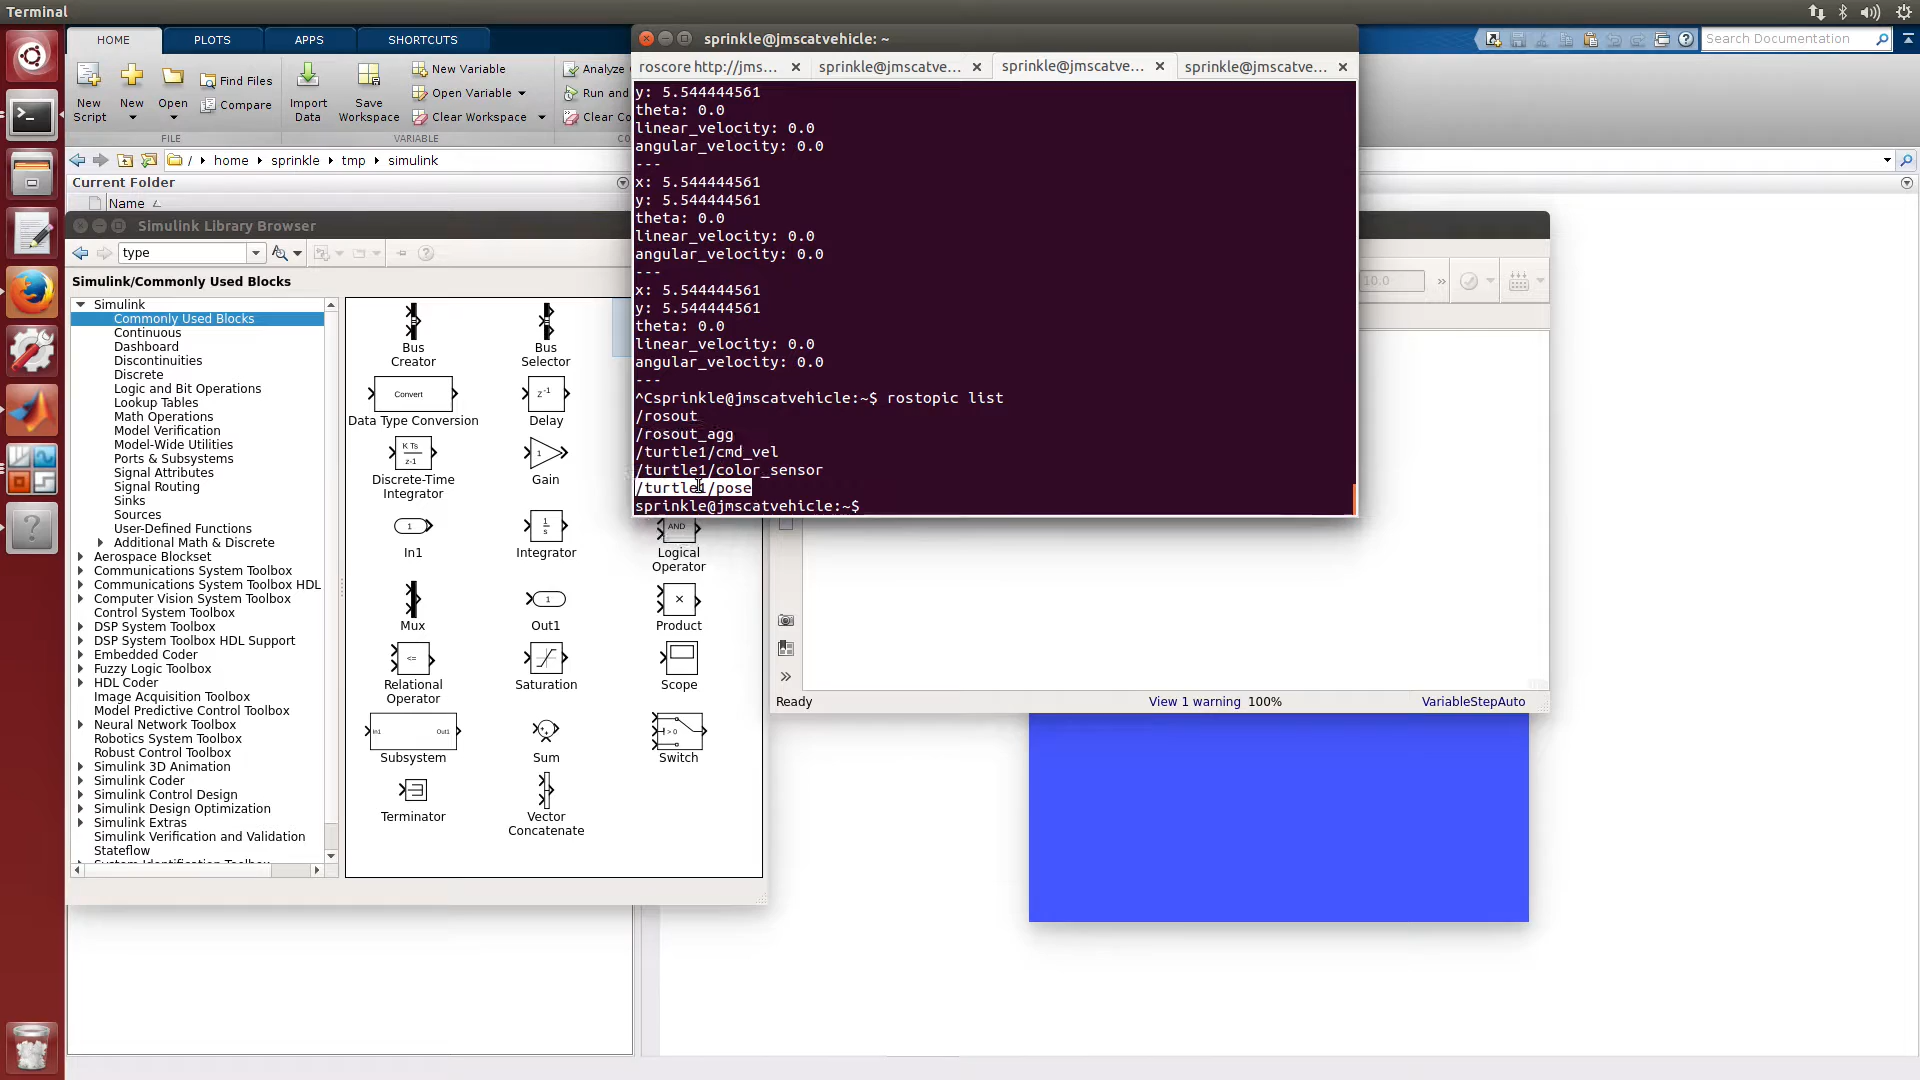 Terminal
HOME
PLOTS
APPS
SHORTCUTS
New Script
New
Open
Find Files
Compare
FILE
Import Data
Save Workspace
New Variable
Open Variable
Clear Workspace
VARIABLE
Analyze
Run and
Clear Co
Search Documentation
/ home sprinkle tmp simulink
Current Folder
Name
sprinkle@jmscatvehicle: ~
roscore http://jms...
sprinkle@jmscatve...
sprinkle@jmscatve...
sprinkle@jmscatve...
y: 5.544444561
theta: 0.0
linear_velocity: 0.0
angular_velocity: 0.0
---
x: 5.544444561
y: 5.544444561
theta: 0.0
linear_velocity: 0.0
angular_velocity: 0.0
---
x: 5.544444561
y: 5.544444561
theta: 0.0
linear_velocity: 0.0
angular_velocity: 0.0
---
^Csprinkle@jmscatvehicle:~$ rostopic list
/rosout
/rosout_agg
/turtle1/cmd_vel
/turtle1/color_sensor
/turtle1/pose
sprinkle@jmscatvehicle:~$
Simulink Library Browser
type
Simulink/Commonly Used Blocks
Simulink
Commonly Used Blocks
Continuous
Dashboard
Discontinuities
Discrete
Logic and Bit Operations
Lookup Tables
Math Operations
Model Verification
Model-Wide Utilities
Ports & Subsystems
Signal Attributes
Signal Routing
Sinks
Sources
User-Defined Functions
Additional Math & Discrete
Aerospace Blockset
Communications System Toolbox
Communications System Toolbox HDL
Computer Vision System Toolbox
Control System Toolbox
DSP System Toolbox
DSP System Toolbox HDL Support
Embedded Coder
Fuzzy Logic Toolbox
HDL Coder
Image Acquisition Toolbox
Model Predictive Control Toolbox
Neural Network Toolbox
Robotics System Toolbox
Robust Control Toolbox
Simulink 3D Animation
Simulink Coder
Simulink Control Design
Simulink Design Optimization
Simulink Extras
Simulink Verification and Validation
Stateflow
Bus Creator
Bus Selector
Convert
Data Type Conversion
Z-1
Delay
K Ts
z-1
Discrete-Time Integrator
1
Gain
1
In1
1
s
Integrator
AND
Logical Operator
Mux
1
Out1
×
Product
<=
Relational Operator
Saturation
Scope
In1
Out1
Subsystem
Sum
> 0
Switch
Terminator
Vector Concatenate
10.0
»
»
Ready
View 1 warning
100%
VariableStepAuto